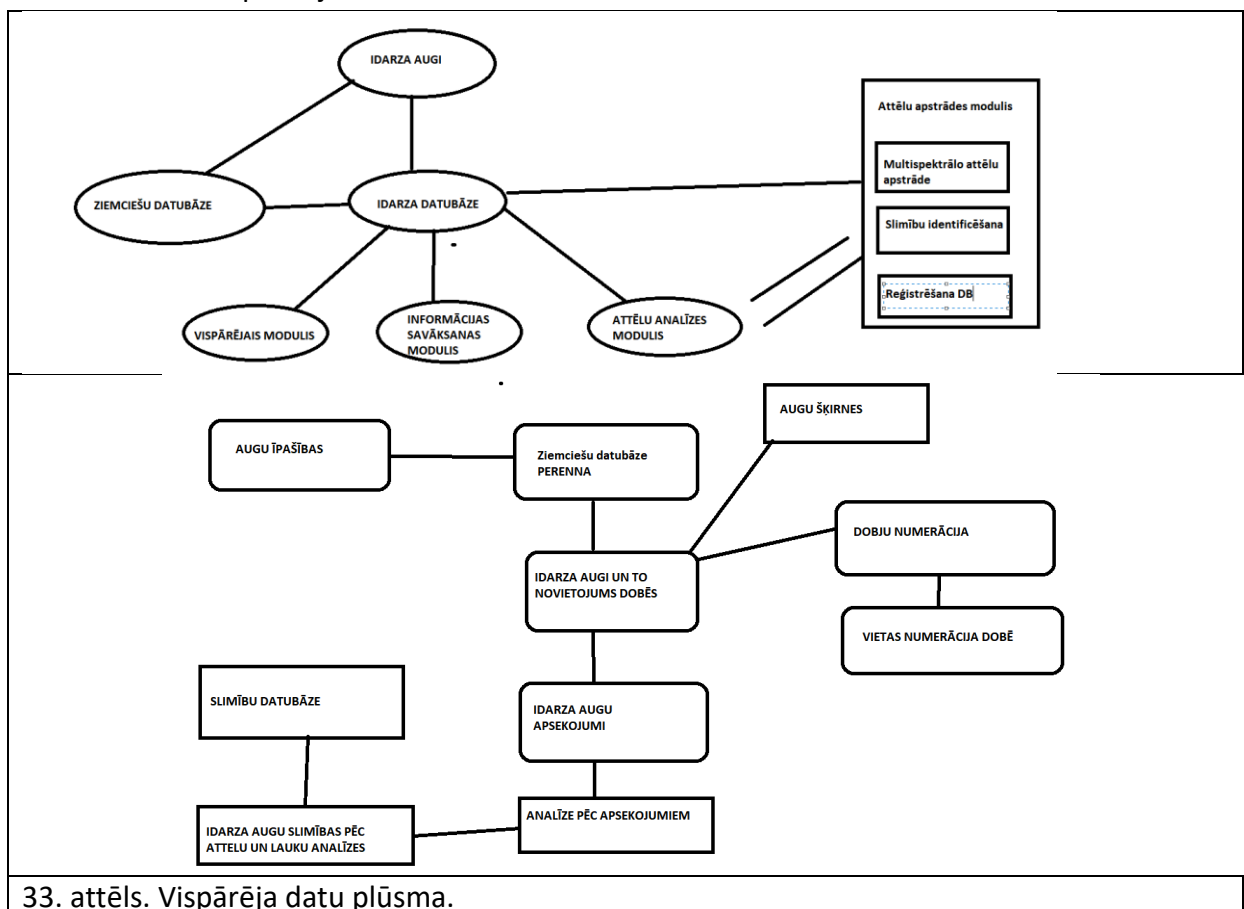 IDARZA AUGI
Attēlu apstrādes modulis
Multispektrālo attēlu
apstrāde
ZIEMCIEŠU DATUBĀZE
IDARZA DATUBĀZE
Slimību identificēšana
Reģistrēšana DB
VISPĀRĒJAIS MODULIS
INFORMĀCIJAS
SAVĀKSANAS
MODULIS
ATTĒLU ANALĪZES
MODULIS
AUGU ŠĶIRNES
AUGU ĪPAŠĪBAS
Ziemciešu datubāze
PERENNA
DOBJU NUMERĀCIJA
IDARZA AUGI UN TO
NOVIETOJUMS DOBĒS
VIETAS NUMERĀCIJA DOBĒ
SLIMĪBU DATUBĀZE
IDARZA AUGU
APSEKOJUMI
ANALĪZE PĒC APSEKOJUMIEM
IDARZA AUGU SLIMĪBAS PĒC
ATTELU UN LAUKU ANALĪZES
33. attēls. Vispārēja datu plūsma.